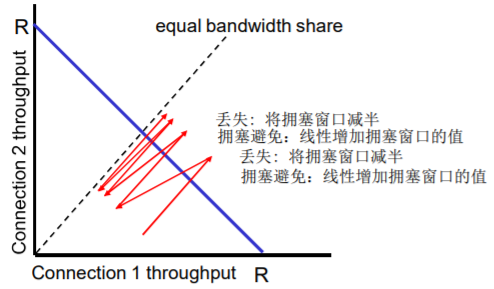 R
equal bandwidth share
Connection 2 throughput
丢失: 将拥塞窗口减半
拥塞避免: 线性增加拥塞窗口的值
丢失: 将拥塞窗口减半
拥塞避免: 线性增加拥塞窗口的值
Connection 1 throughput
R